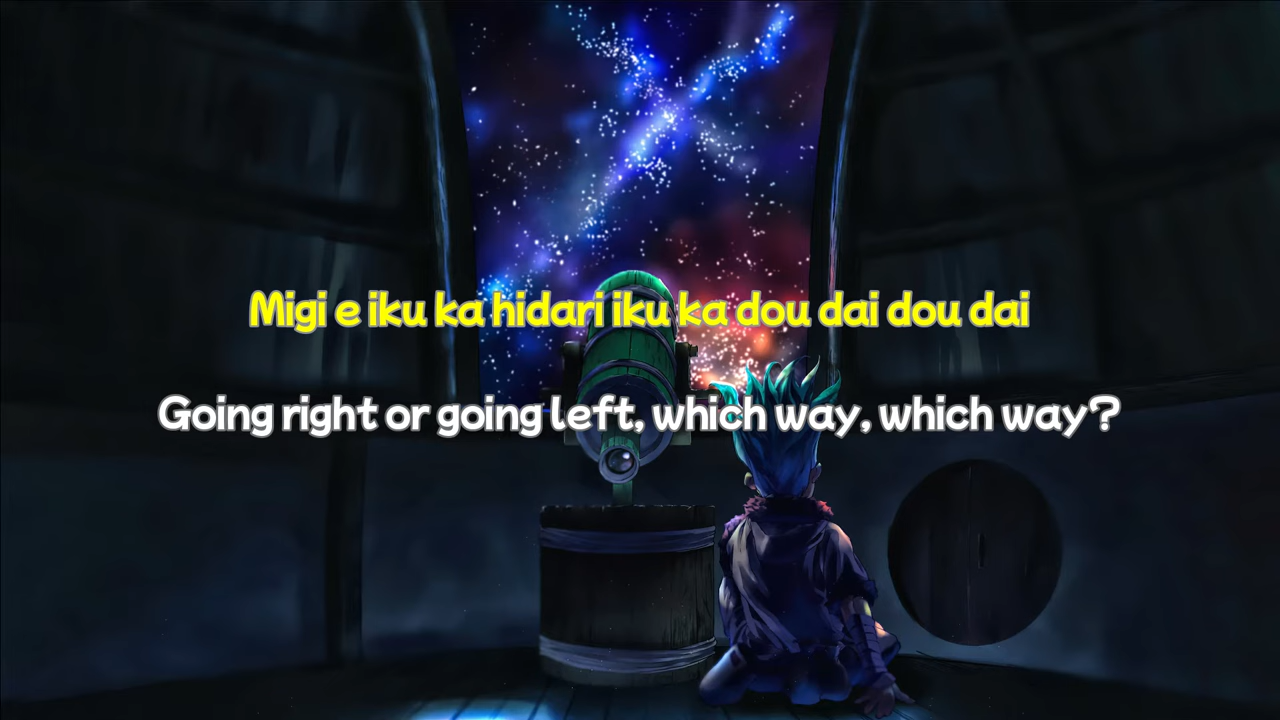 Migi e iku ka hidari iku ka dou dai dou dai
Going right or going left, which way, which way?